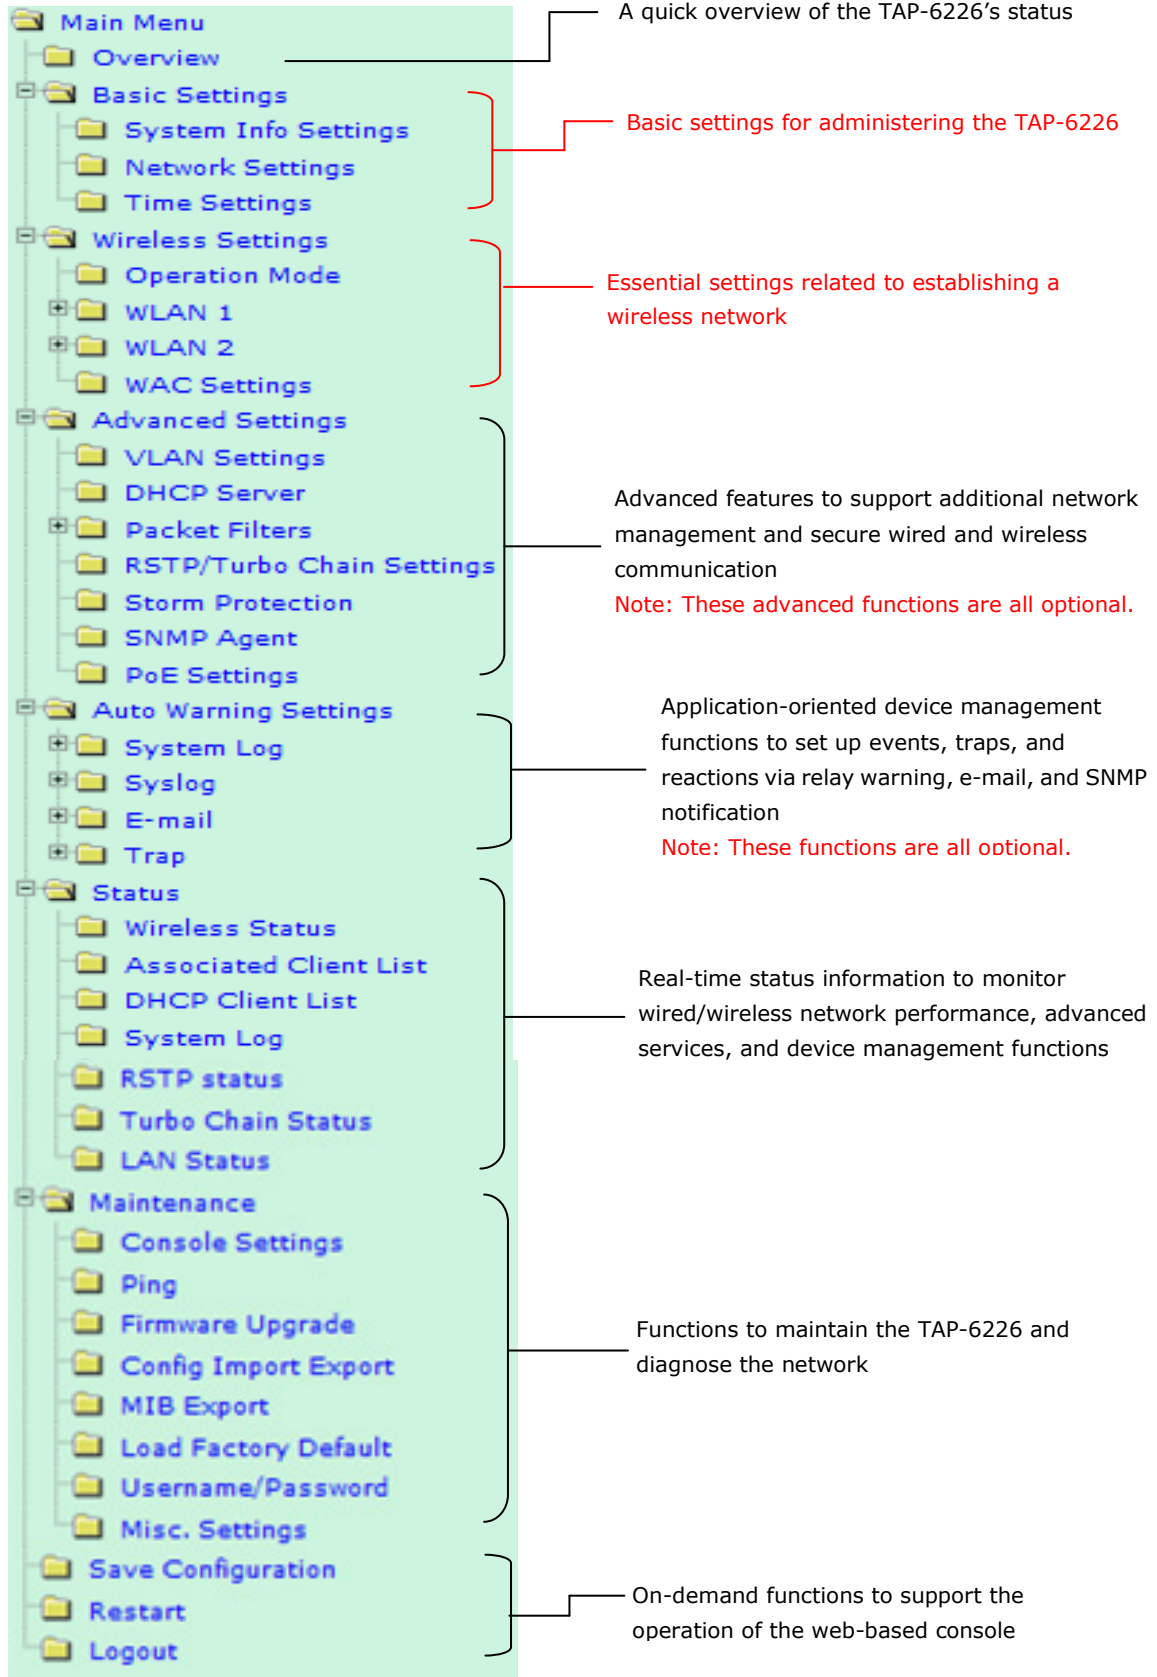 Main Menu
A quick overview of the TAP-6226’s status
Overview
Basic Settings
System Info Settings
Network Settings
Time Settings
Basic settings for administering the TAP-6226
Wireless Settings
Operation Mode
WLAN 1
WLAN 2
WAC Settings
Essential settings related to establishing a
wireless network
Advanced Settings
VLAN Settings
DHCP Server
Packet Filters
RSTP/Turbo Chain Settings
Storm Protection
SNMP Agent
PoE Settings
Advanced features to support additional network
management and secure wired and wireless
communication
Note: These advanced functions are all optional.
Auto Warning Settings
System Log
Syslog
E-mail
Trap
Application-oriented device management
functions to set up events, traps, and
reactions via relay warning, e-mail, and SNMP
notification
Note: These functions are all optional.
Status
Wireless Status
Associated Client List
DHCP Client List
System Log
RSTP status
Turbo Chain Status
LAN Status
Real-time status information to monitor
wired/wireless network performance, advanced
services, and device management functions
Maintenance
Console Settings
Ping
Firmware Upgrade
Config Import Export
MIB Export
Load Factory Default
Username/Password
Misc. Settings
Functions to maintain the TAP-6226 and
diagnose the network
Save Configuration
Restart
Logout
On-demand functions to support the
operation of the web-based console